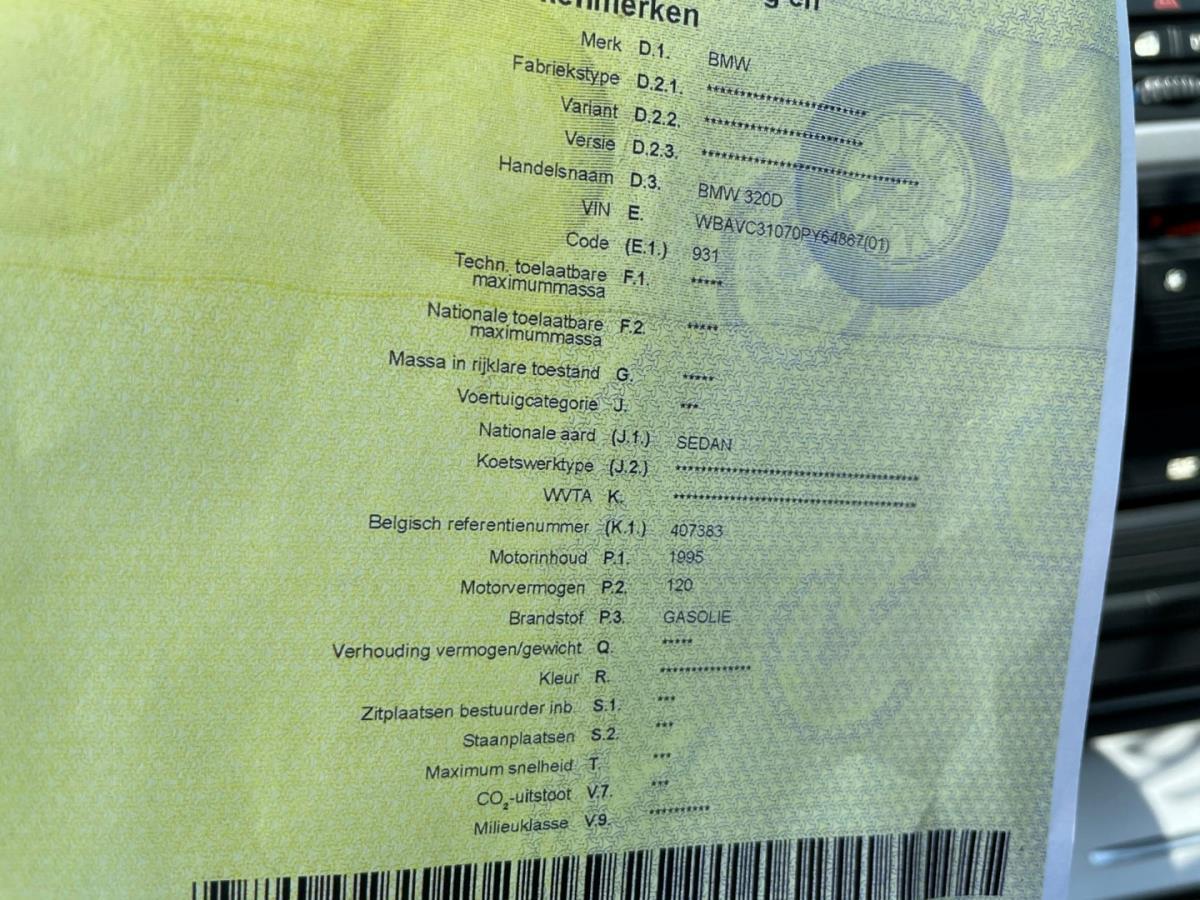 kenmerken
Merk D.1. BMW
Fabriekstype D.2.1. **************************
Variant D.2.2. **************************
Versie D.2.3. ***********************************
Handelsnaam D.3. BMW 320D
VIN E. WBAVC31070PY64867(01)
Code (E.1.) 931
Techn. toelaatbare
maximummassa F.1. *****
Nationale toelaatbare
maximummassa F.2. *****
Massa in rijklare toestand G. *****
Voertuigcategorie J. ***
Nationale aard (J.1.) SEDAN
Koetswerktype (J.2.) ****************************************
WVTA K. ****************************************
Belgisch referentienummer (K.1.) 407383
Motorinhoud P.1. 1995
Motorvermogen P.2. 120
Brandstof P.3. GASOLIE
Verhouding vermogen/gewicht Q. *****
Kleur R. ***************
Zitplaatsen bestuurder inb. S.1. ***
Staanplaatsen S.2. ***
Maximum snelheid T. ***
CO₂-uitstoot V.7. ***
Milieuklasse V.9. **********